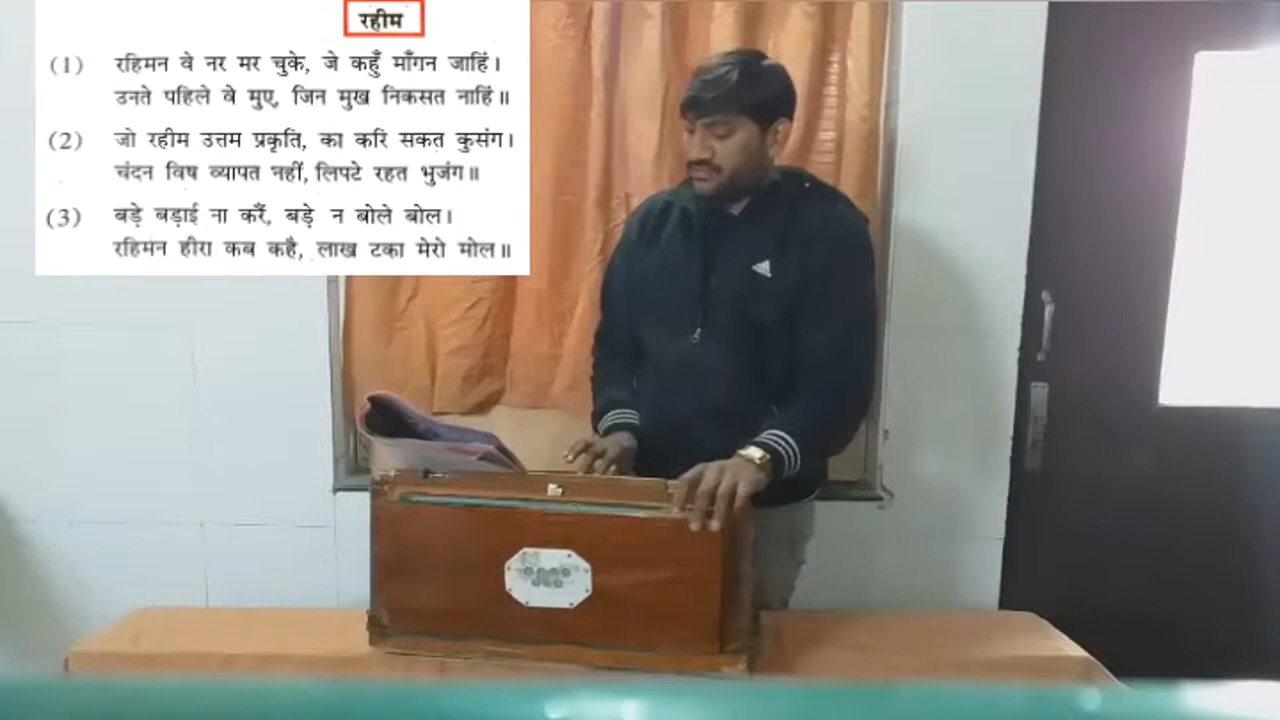 रहीम
(1) रहिमन वे नर मर चुके, जे कहुँ माँगन जाहिं।
उनते पहिले वे मुए, जिन मुख निकसत नाहिं॥
(2) जो रहीम उत्तम प्रकृति, का करि सकत कुसंग।
चंदन विष व्यापत नहीं, लिपटे रहत भुजंग॥
(3) बड़े बड़ाई ना करैं, बड़े न बोले बोल।
रहिमन हीरा कब कहै, लाख टका मेरो मोल॥